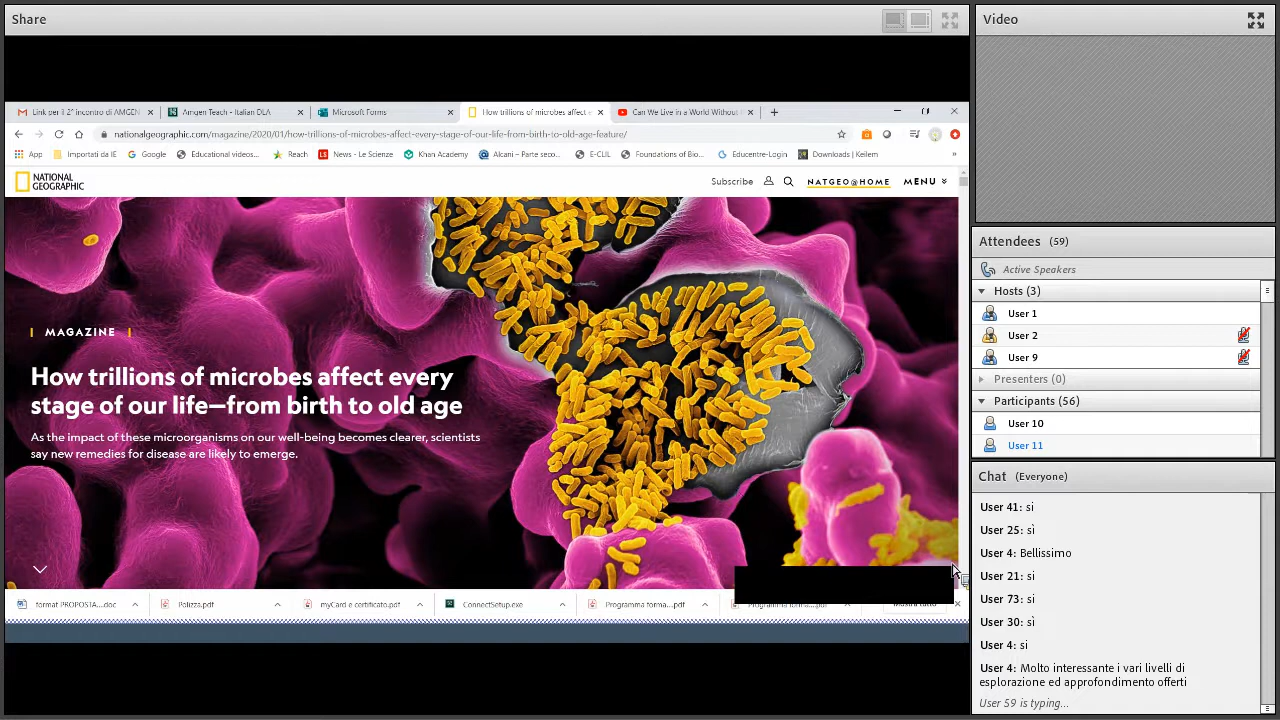 Share
Video
Link per il 2° incontro di AMGEN
Amgen Teach - Italian DLA
Microsoft Forms
How trillions of microbes affect e
Can We Live in a World Without
nationalgeographic.com/magazine/2020/01/how-trillions-of-microbes-affect-every-stage-of-our-life-from-birth-to-old-age-feature/
App
Importati da IE
Google
Educational videos...
Reach
LS
News - Le Scienze
Khan Academy
Alcani – Parte seco...
E-CLIL
Foundations of Bio...
Educentre-Login
Downloads | Keilem
»
NATIONAL
GEOGRAPHIC
Subscribe
NATGEO@HOME
MENU
MAGAZINE
How trillions of microbes affect every
stage of our life—from birth to old age
As the impact of these microorganisms on our well-being becomes clearer, scientists
say new remedies for disease are likely to emerge.
format PROPOSTA...doc
Polizza.pdf
myCard e certificato.pdf
ConnectSetup.exe
Programma forma....pdf
Attendees (59)
Active Speakers
Hosts (3)
User 1
User 2
User 9
Presenters (0)
Participants (56)
User 10
User 11
Chat (Everyone)
User 41: si
User 25: sì
User 4: Bellissimo
User 21: si
User 73: si
User 30: sì
User 4: si
User 4: Molto interessante i vari livelli di
esplorazione ed approfondimento offerti
User 59 is typing...